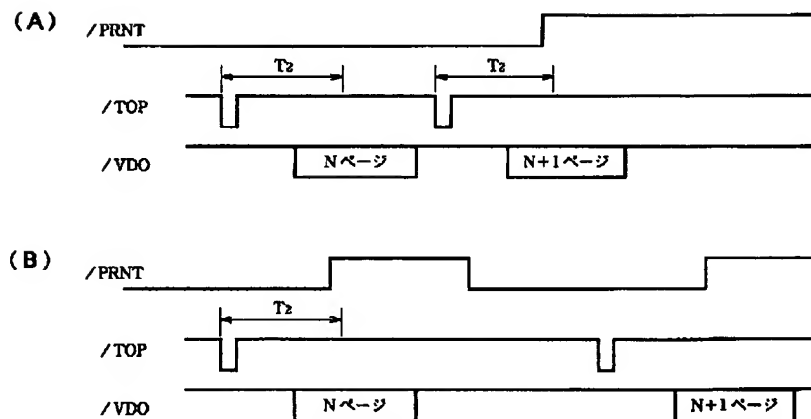 (A)
/PRNT
T2 T2
/TOP
/VDO Nページ N+1ページ
(B)
/PRNT
T2
/TOP
/VDO Nページ N+1ページ